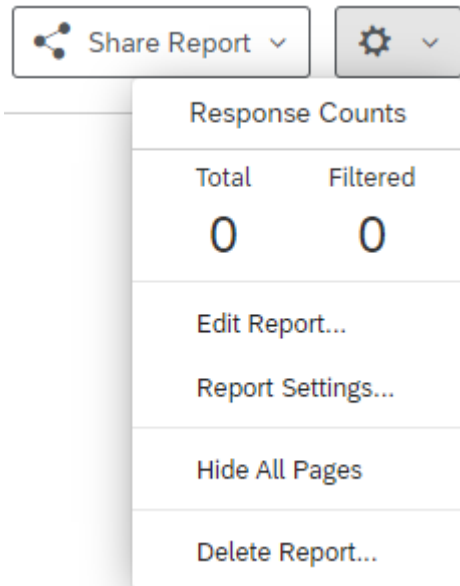 Share Report
Response Counts
Total Filtered
0 0
Edit Report...
Report Settings...
Hide All Pages
Delete Report...